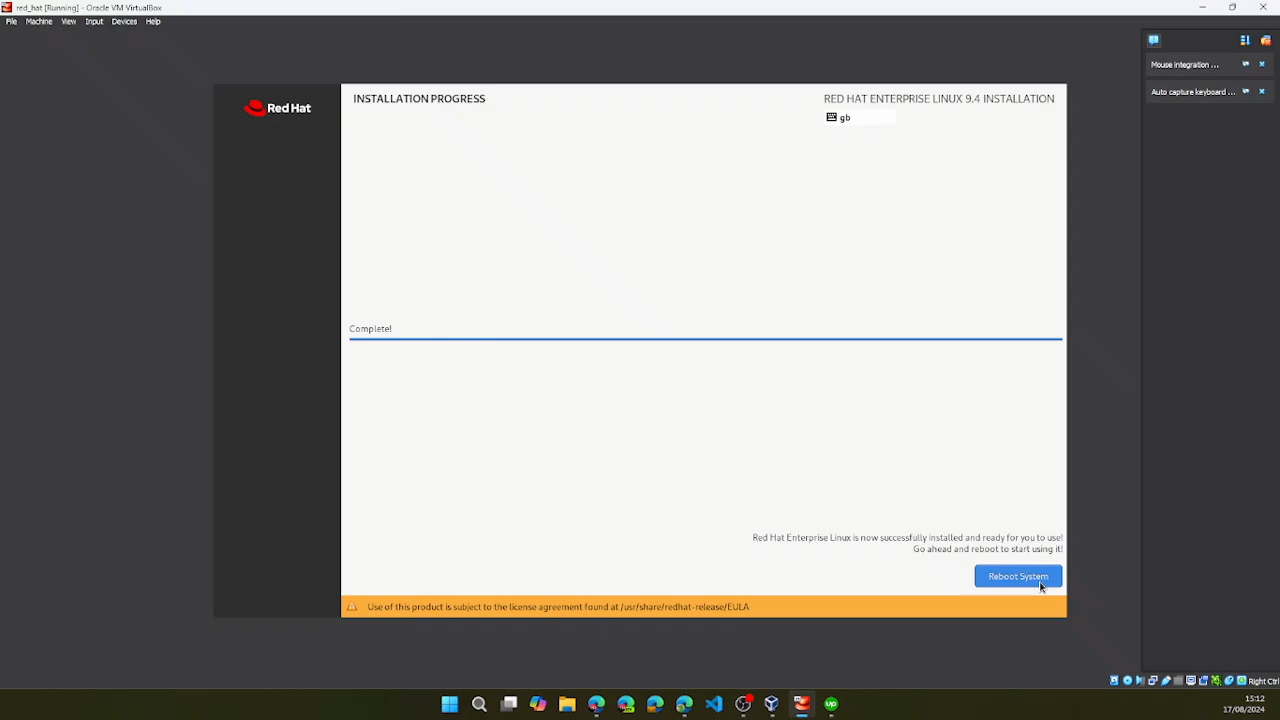 red_hat [Running] - Oracle VM VirtualBox
File Machine View Input Devices Help
Mouse integration ...
Auto capture keyboard ...
Red Hat
INSTALLATION PROGRESS
RED HAT ENTERPRISE LINUX 9.4 INSTALLATION
gb
Complete!
Red Hat Enterprise Linux is now successfully installed and ready for you to use!
Go ahead and reboot to start using it!
Reboot System
Use of this product is subject to the license agreement found at /usr/share/redhat-release/EULA
Right Ctrl
up
15:12
17/08/2024